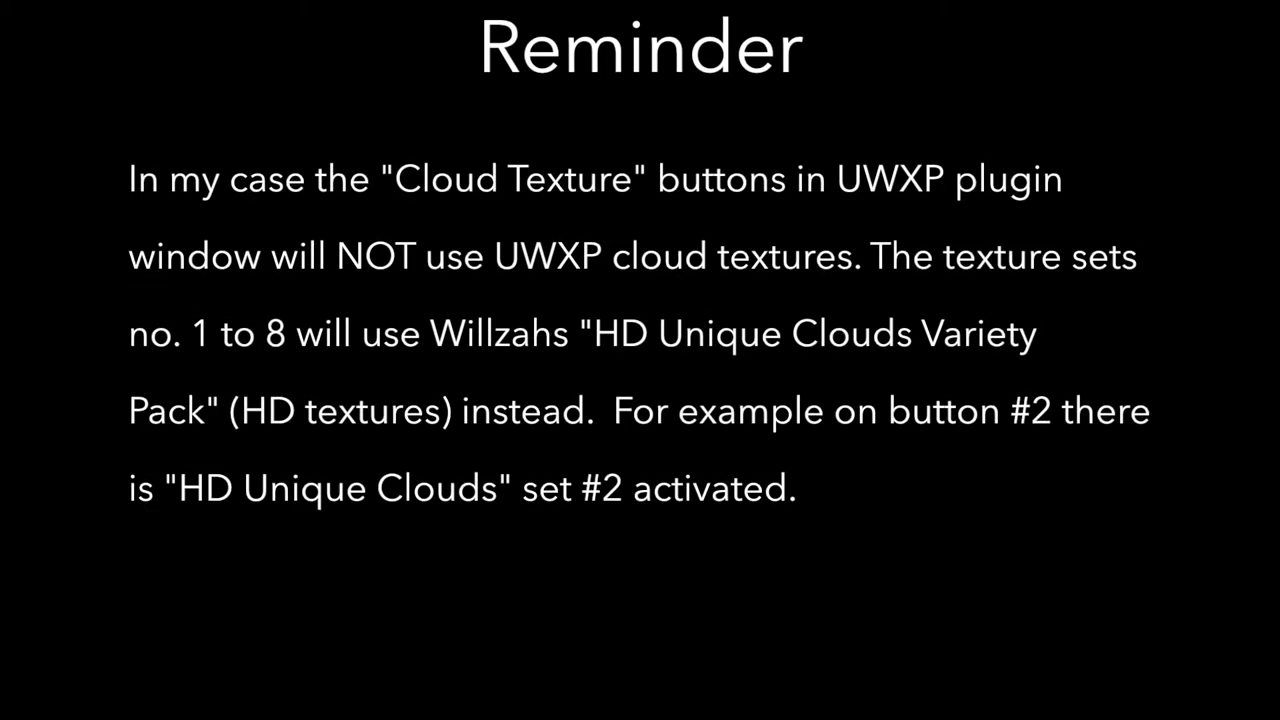 Reminder
In my case the "Cloud Texture" buttons in UWXP plugin
window will NOT use UWXP cloud textures. The texture sets
no. 1 to 8 will use Willzahs "HD Unique Clouds Variety
Pack" (HD textures) instead.  For example on button #2 there
is "HD Unique Clouds" set #2 activated.